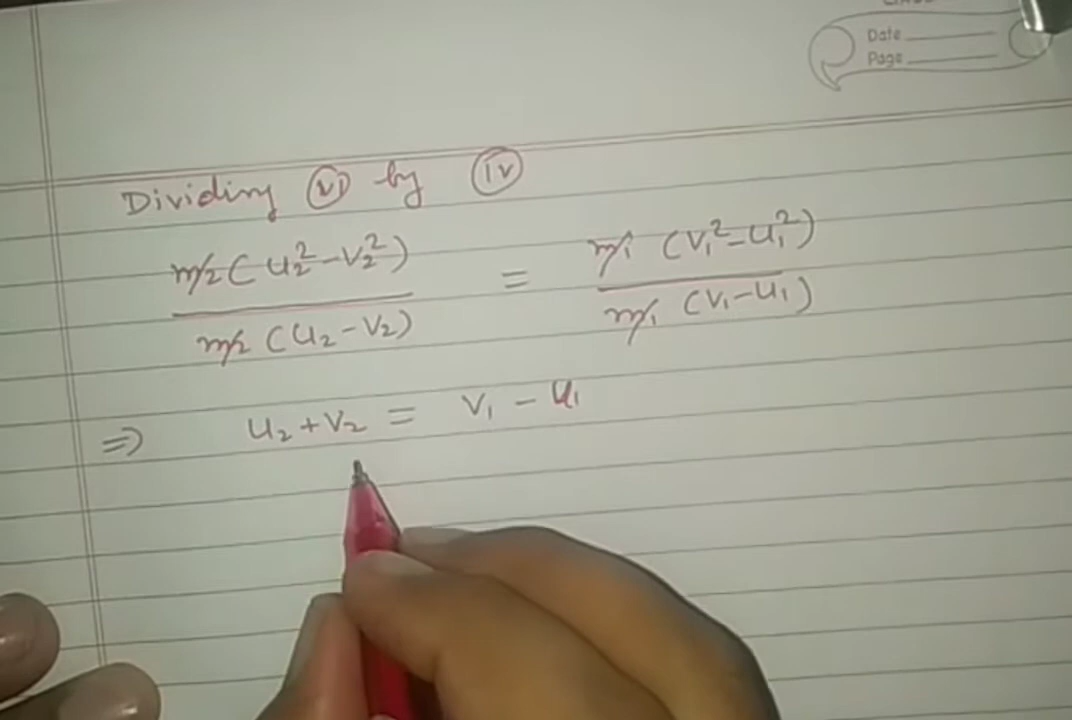 Date
Page
Dividing (vi) by (iv)
m₂(u₂²-v₂²) / m₂(u₂-v₂) = m₁(v₁²-u₁²) / m₁(v₁-u₁)
⇒ u₂+v₂ = v₁-u₁